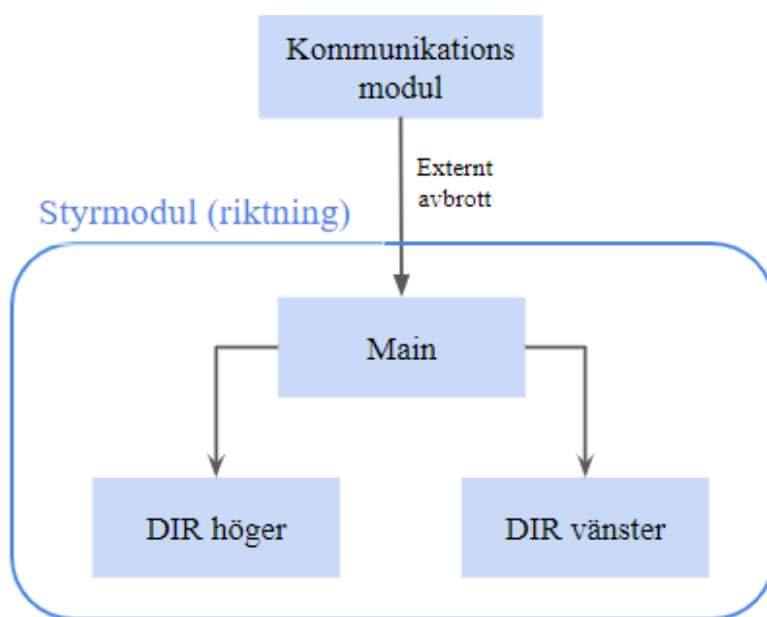 Kommunikations
modul
Externt
avbrott
Styrmodul (riktning)
Main
DIR höger
DIR vänster